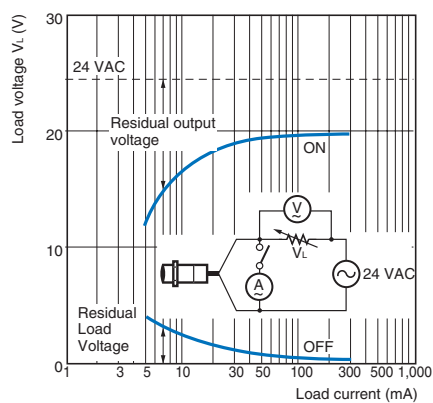 Load voltage VL (V)
30
24 VAC
20
Residual output
voltage
ON
V
VL
24 VAC
A
10
Residual
Load
Voltage
OFF
0
1 3 5 10 30 50 100 300 500 1,000
Load current (mA)